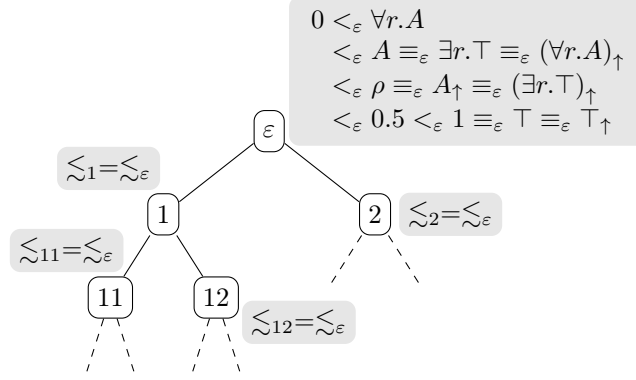 0 <_ε ∀r.A
<_ε A ≡_ε ∃r.⊤ ≡_ε (∀r.A)_↑
<_ε ρ ≡_ε A_↑ ≡_ε (∃r.⊤)_↑
<_ε 0.5 <_ε 1 ≡_ε ⊤ ≡_ε ⊤_↑
ε
≲_1=≲_ε
1
2
≲_2=≲_ε
≲_11=≲_ε
11
12
≲_12=≲_ε